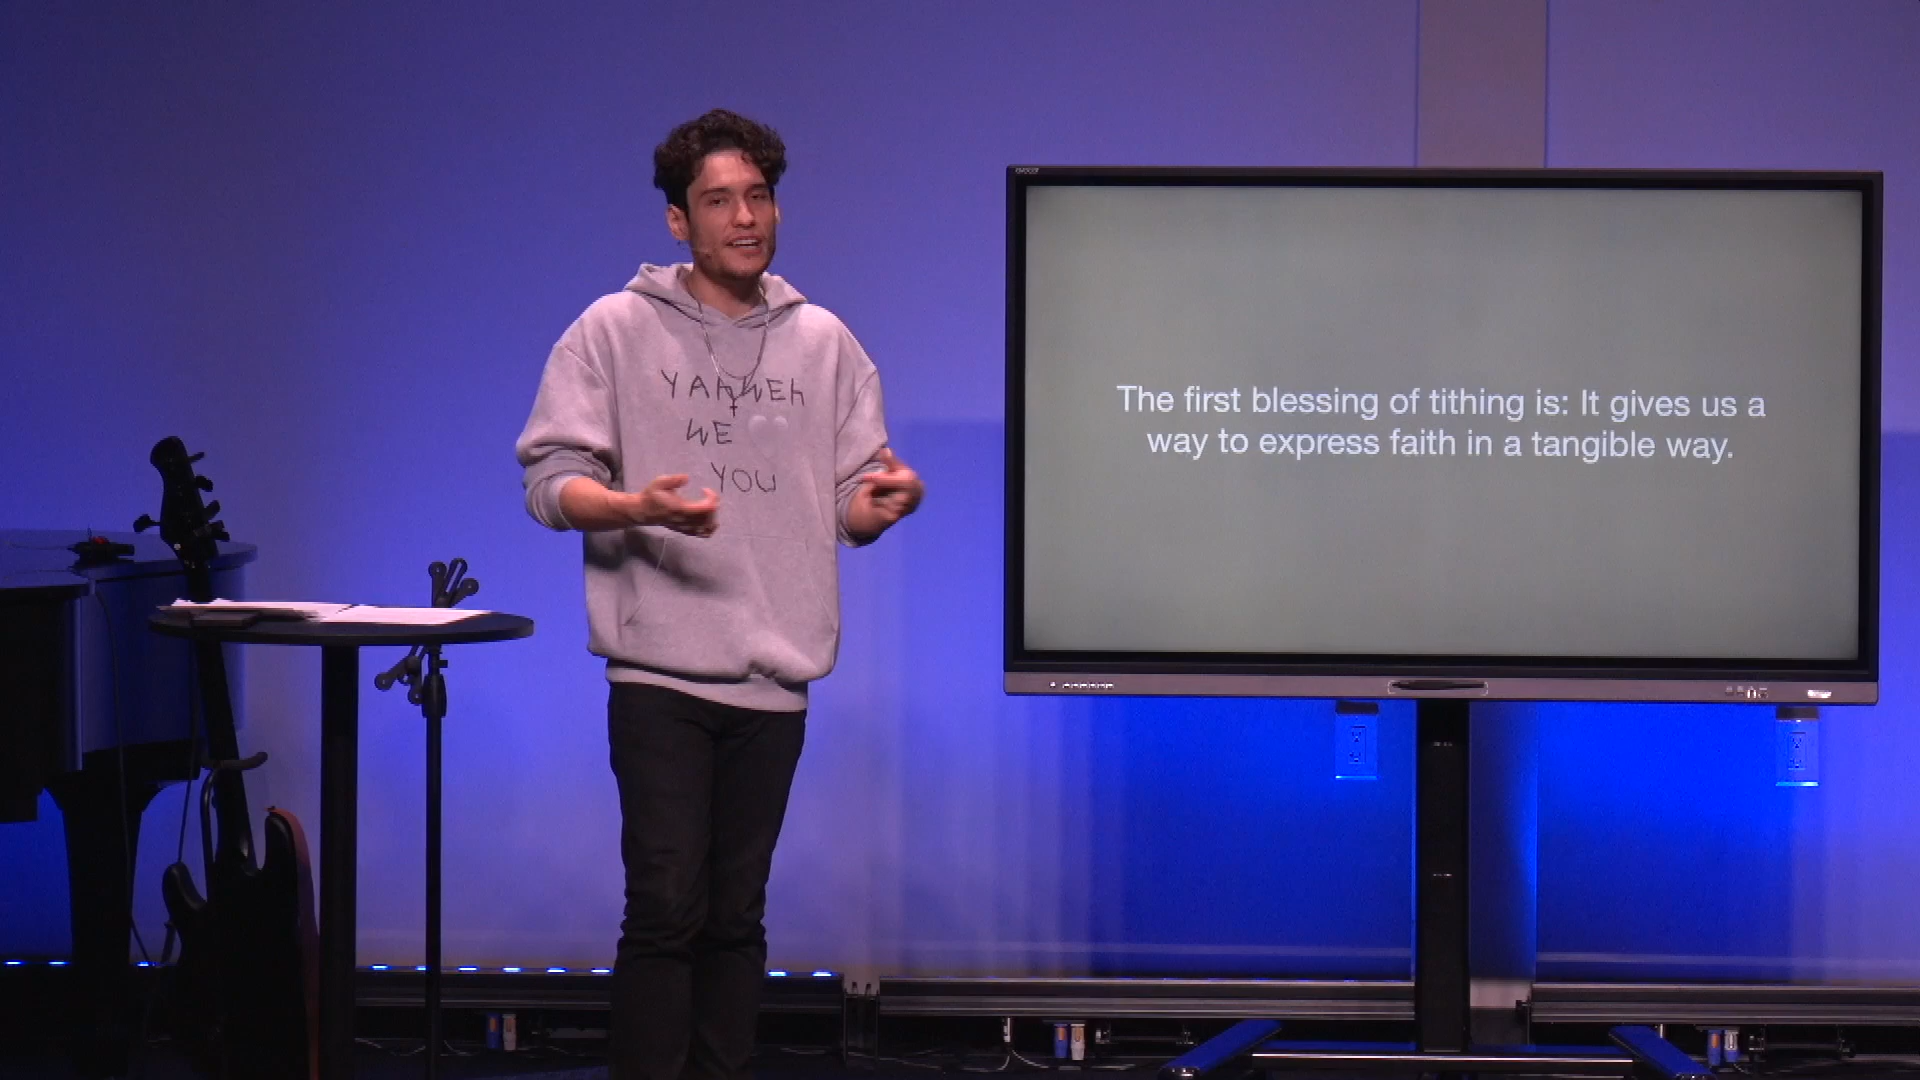 YAHWEH
WE
YOU
The first blessing of tithing is: It gives us a
way to express faith in a tangible way.